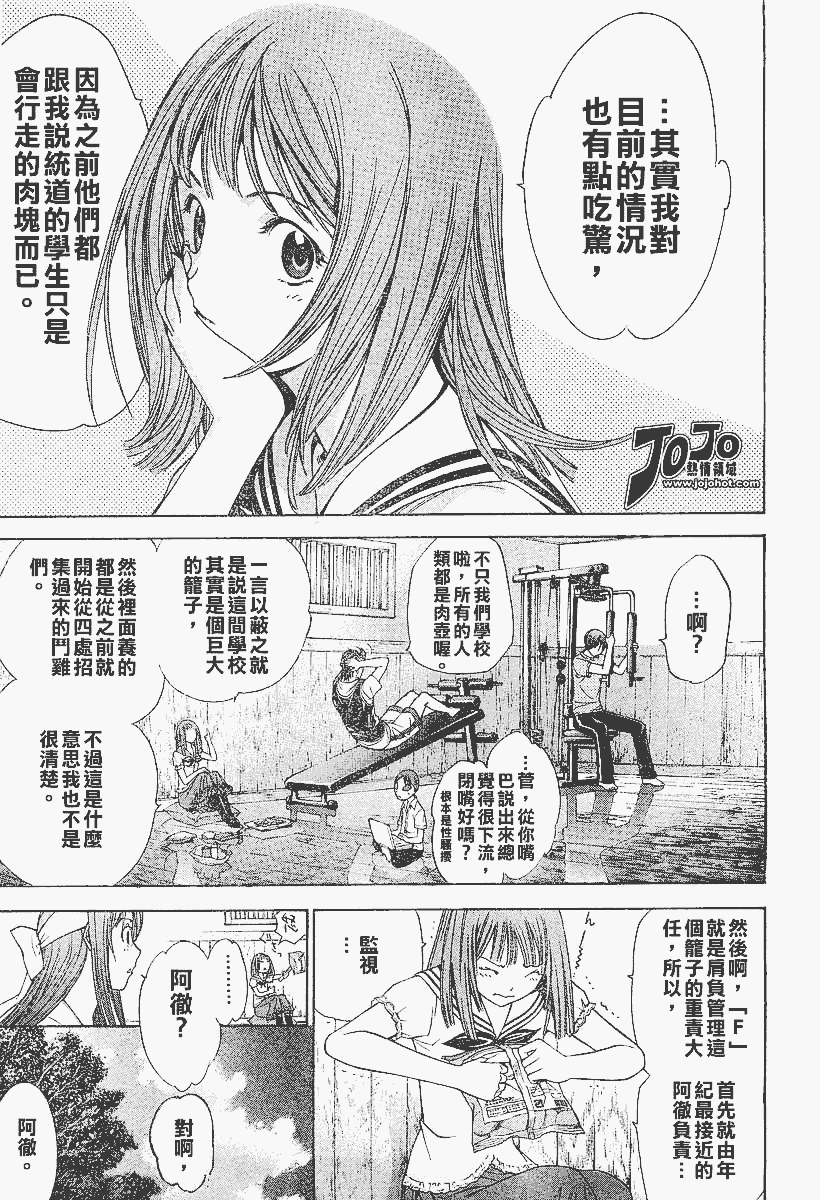 …其實我對
目前的情況
也有點吃驚，
因為之前他們都
跟我說統道的學生只是
會行走的肉塊而已。
JOJO
熱情領域
www.jojohot.com
…啊？
不只我們學校
啦，所有的人
類都是肉壺喔。
…菅，從你嘴
巴說出來總
覺得很下流，
閉嘴好嗎？
根本是性騷擾
一言以蔽之就
是說這間學校
其實是個巨大
的籠子，
然後裡面養的
都是從之前就
開始從四處招
集過來的鬥雞
們。
不過這是什麼
意思我也不是
很清楚。
然後啊，「F」
就是肩負管理這
個籠子的重責大
任，所以，
首先就由年
紀最接近的
阿徹負責…
監視
…
………
阿徹？
對啊，
阿徹。